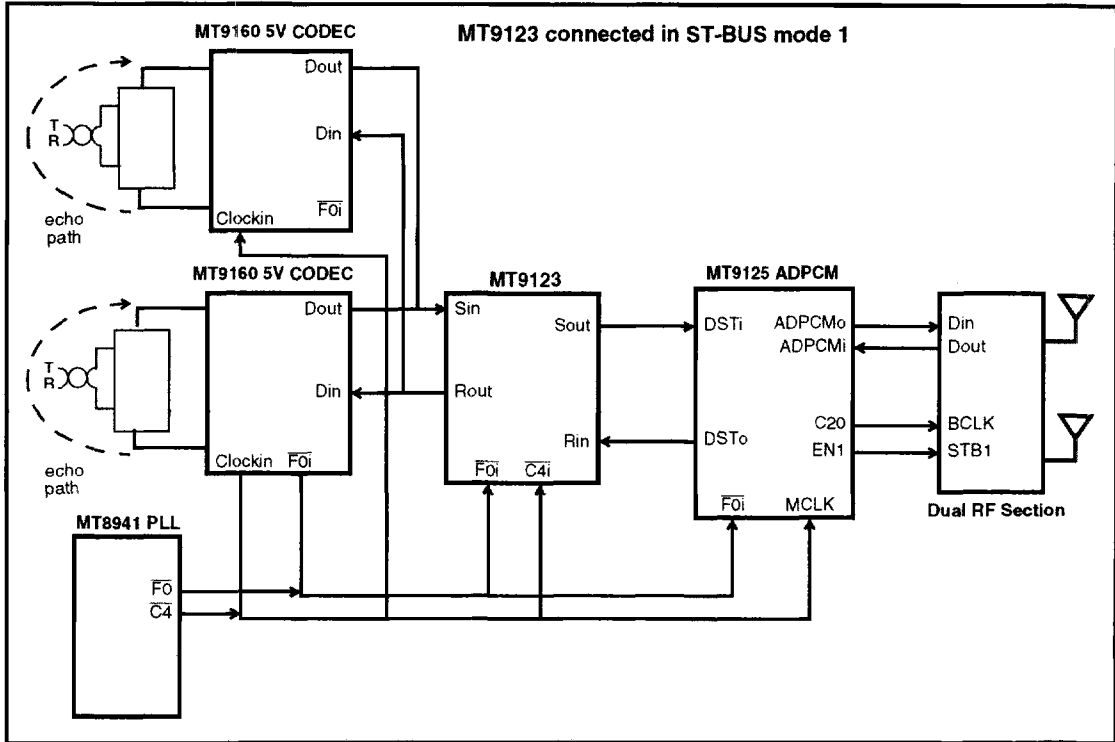 MT9160 5V CODEC
MT9123 connected in ST-BUS mode 1
Dout
Din
T
R
F0i
Clockin
echo
path
MT9160 5V CODEC
MT9123
MT9125 ADPCM
Dout
Sin
Sout
DSTi
ADPCMo
Din
ADPCMi
Dout
T
R
Din
Rout
Rin
DSTo
C20
BCLK
EN1
STB1
Clockin
F0i
F0i
C4i
F0i
MCLK
echo
path
Dual RF Section
MT8941 PLL
F0
C4